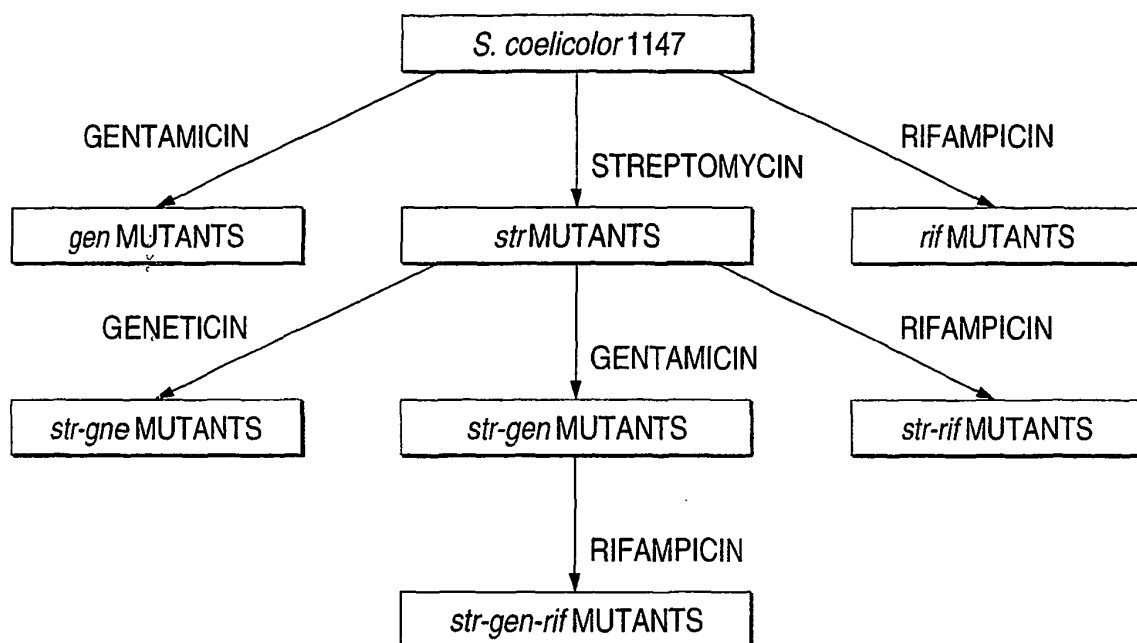 S. coelicolor 1147
GENTAMICIN
STREPTOMYCIN
RIFAMPICIN
gen MUTANTS
str MUTANTS
rif MUTANTS
GENETICIN
GENTAMICIN
RIFAMPICIN
str-gne MUTANTS
str-gen MUTANTS
str-rif MUTANTS
RIFAMPICIN
str-gen-rif MUTANTS